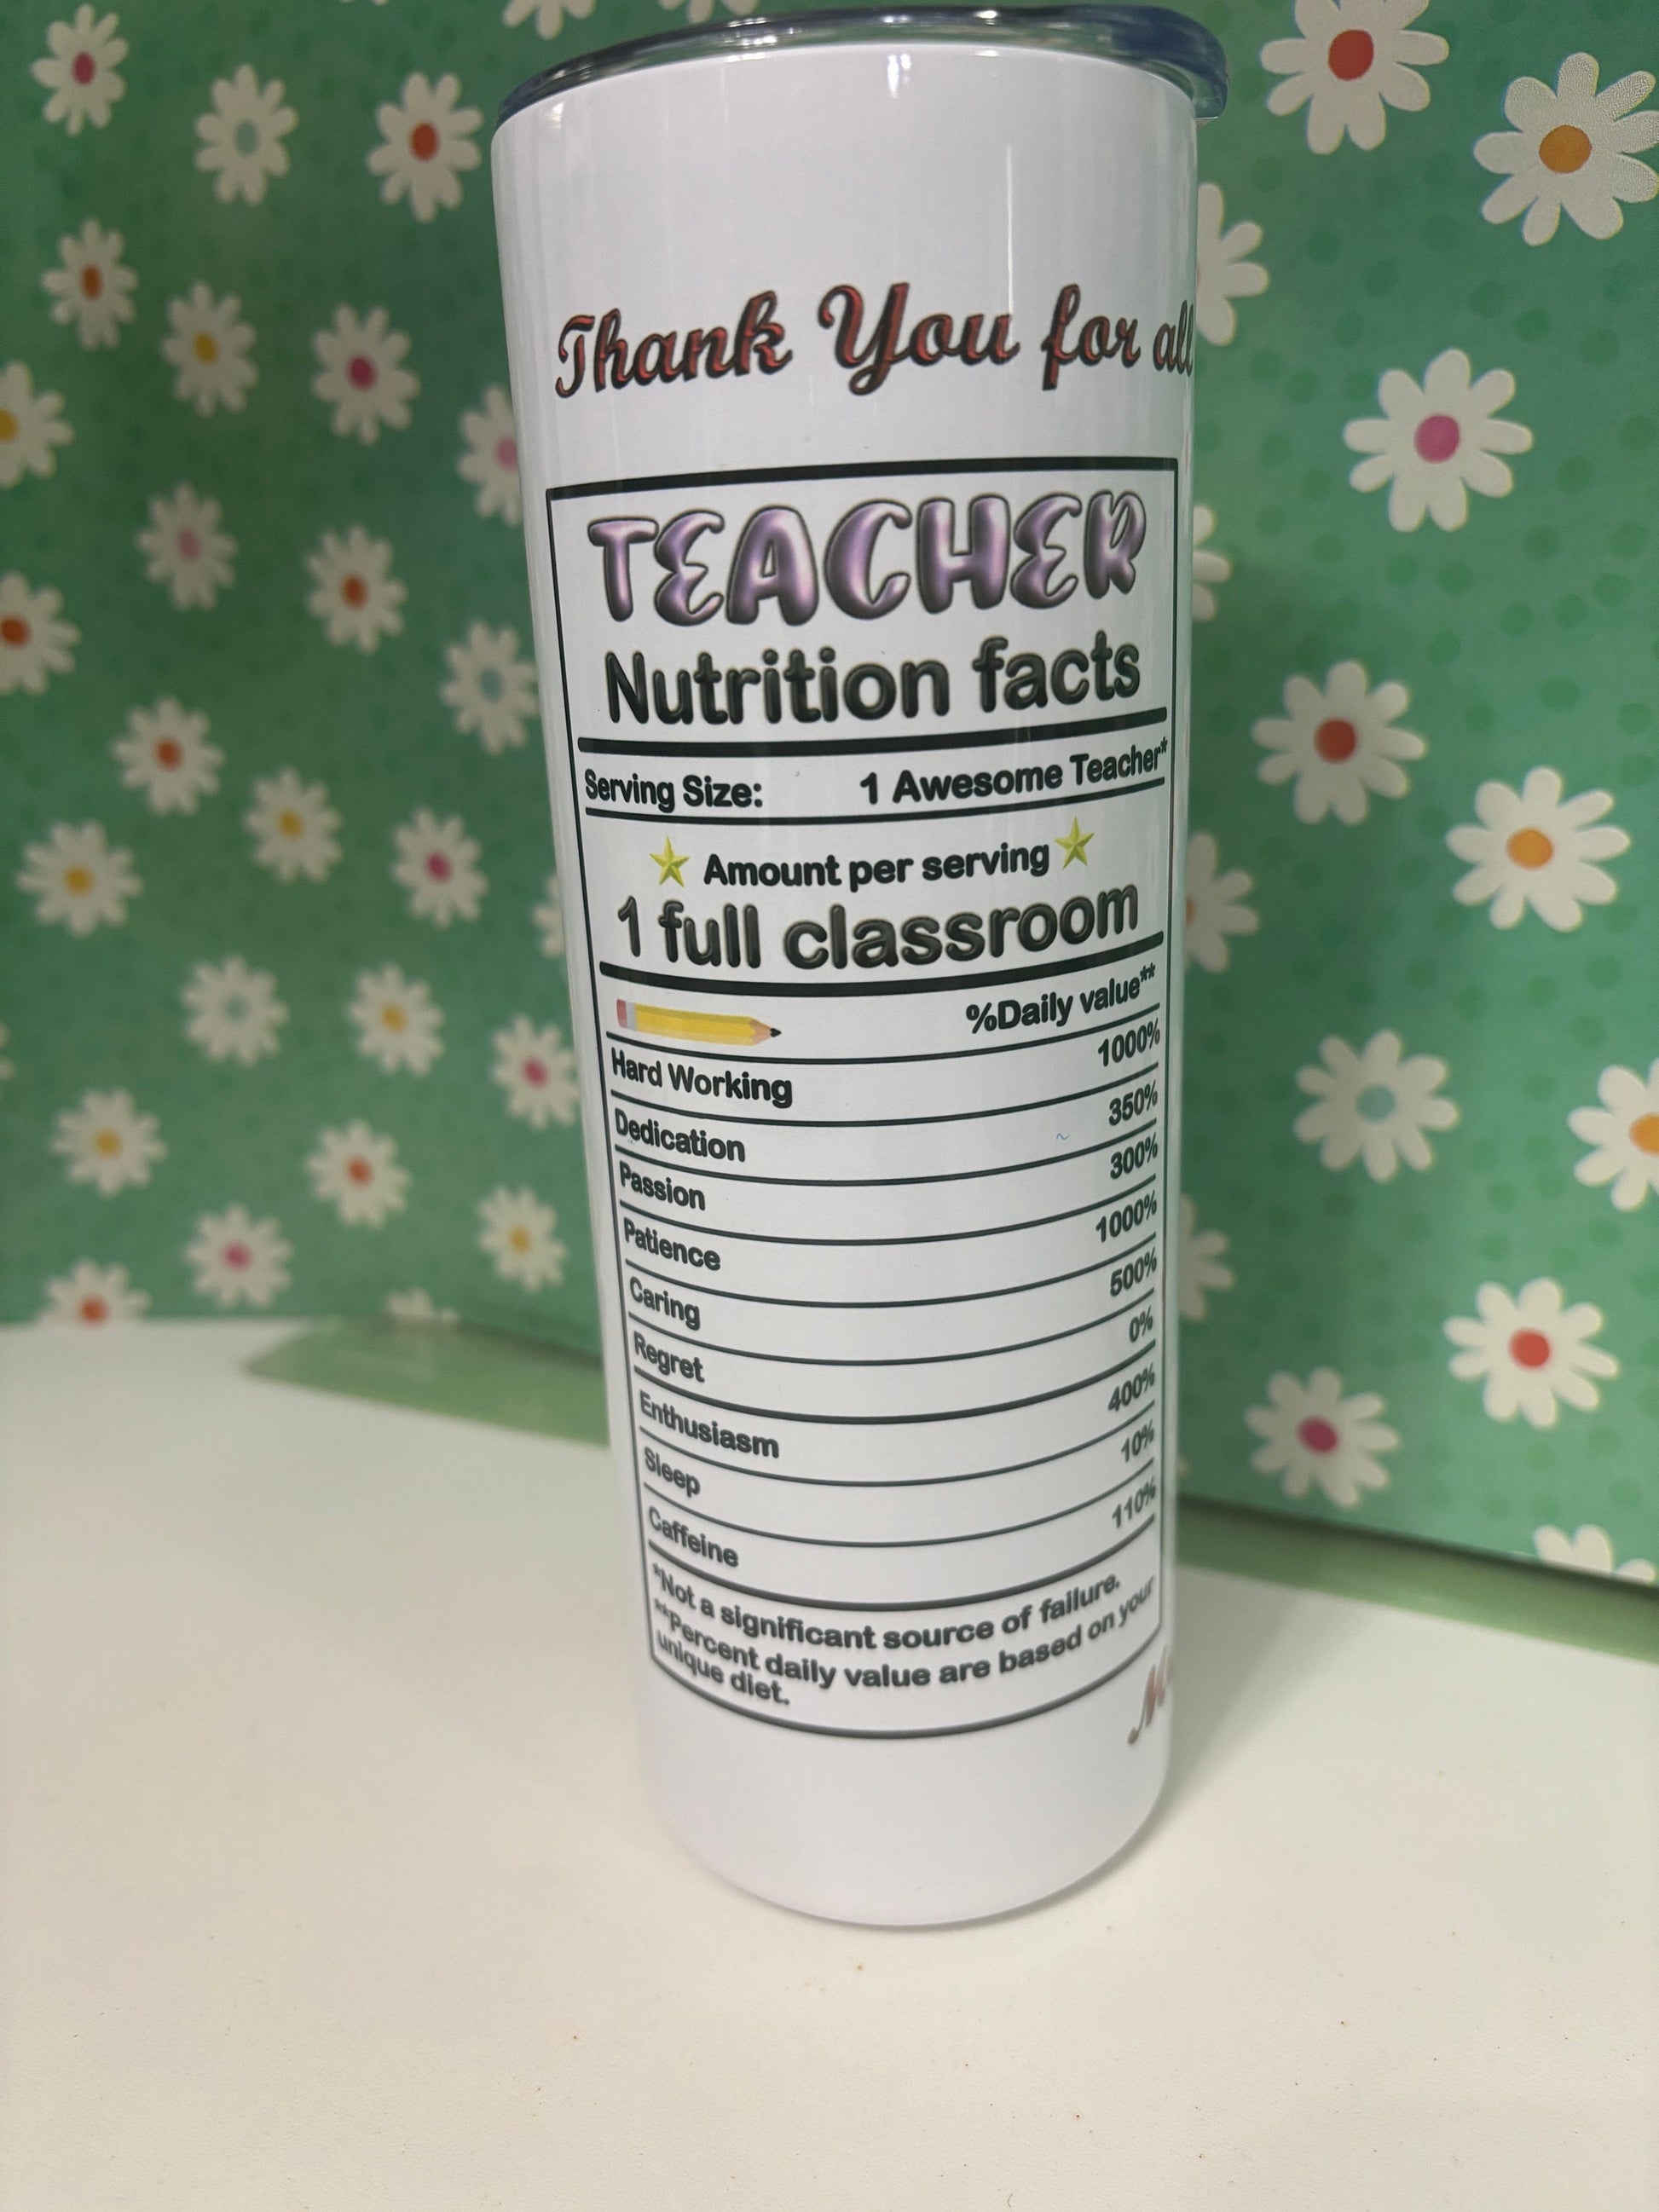 Thank You for all
TEACHER
Nutrition facts
Serving Size: 1 Awesome Teacher*
Amount per serving
1 full classroom
%Daily value**
Hard Working 1000%
Dedication 350%
Passion 300%
Patience 1000%
Caring 500%
Regret 0%
Enthusiasm 400%
Sleep 10%
Caffeine 110%
*Not a significant source of failure.
**Percent daily value are based on your
unique diet.